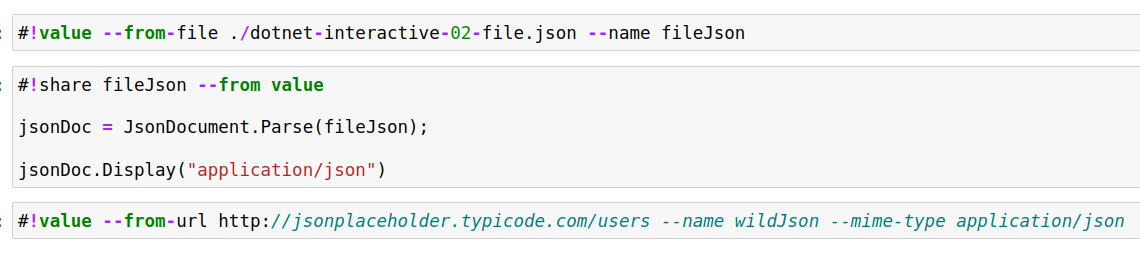 #!value --from-file ./dotnet-interactive-02-file.json --name fileJson
#!share fileJson --from value
jsonDoc = JsonDocument.Parse(fileJson);
jsonDoc.Display("application/json")
#!value --from-url http://jsonplaceholder.typicode.com/users --name wildJson --mime-type application/json